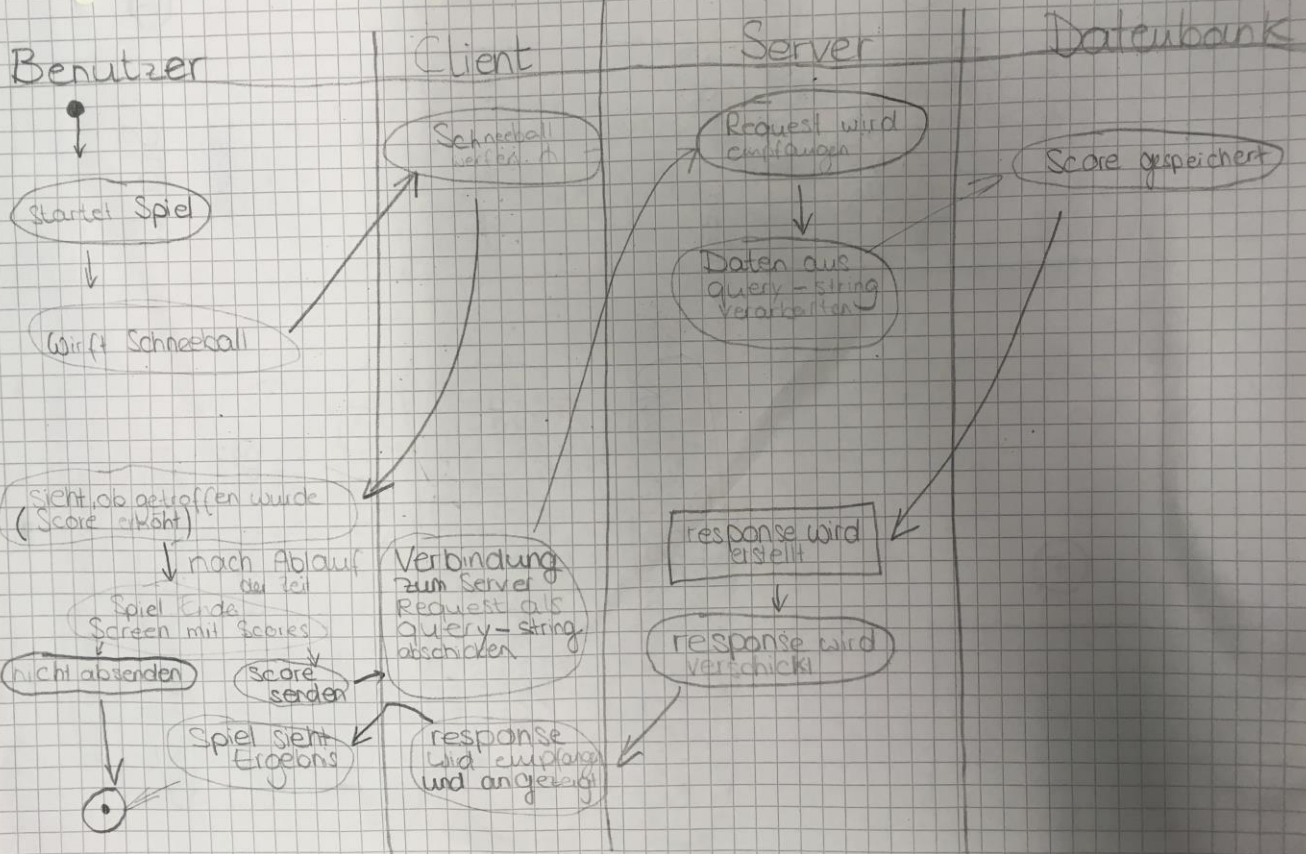 Benutzer
Client
Server
Datenbank
startet Spiel
wirft Schneeball
sieht, ob getroffen wurde
(Score erhöht)
nach Ablauf
der Zeit
Spiel Ende
Screen mit Scores
nicht absenden
score
senden
Spiel sieht
Schneeball
Verbindung
zum Server
Request als
query-string
abschicken
response
wird
und angezeigt
Request wird
empfangen
Daten aus
query-string
verarbeiten
response wird
erstellt
response wird
verschickt
Score gespeichert